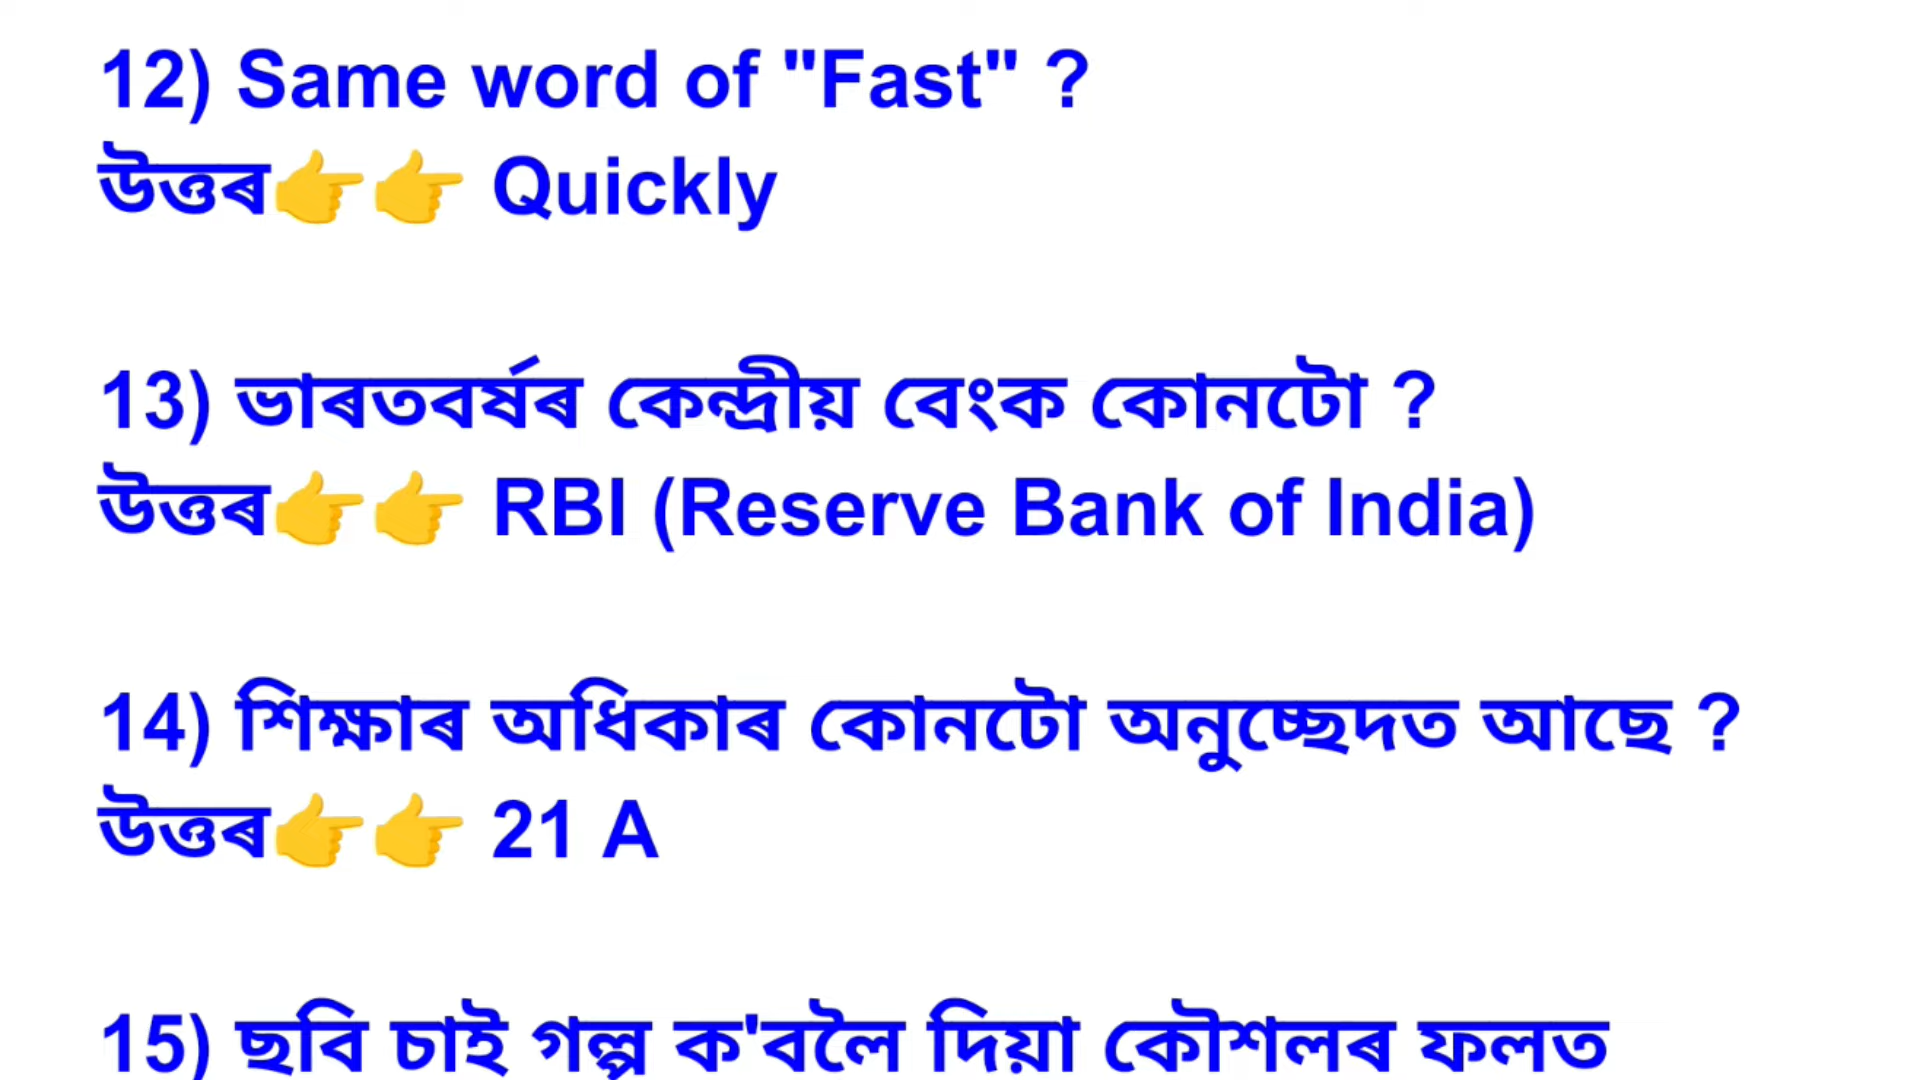 12) Same word of "Fast" ?
উত্তৰ👉👉 Quickly
13) ভাৰতবৰ্ষৰ কেন্দ্ৰীয় বেংক কোনটো ?
উত্তৰ👉👉 RBI (Reserve Bank of India)
14) শিক্ষাৰ অধিকাৰ কোনটো অনুচ্ছেদত আছে ?
উত্তৰ👉👉 21 A
15) ছবি চাই গল্প ক'বলৈ দিয়া কৌশলৰ ফলত